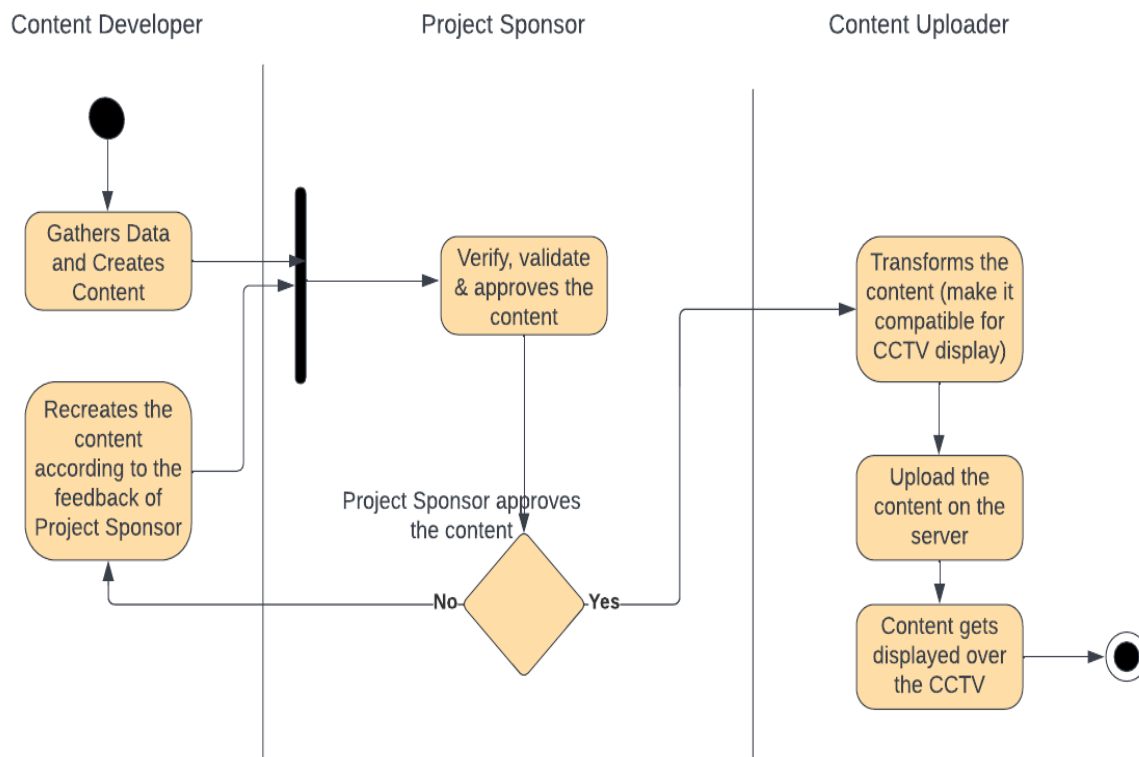 Content Developer
Project Sponsor
Content Uploader
Gathers Data
and Creates
Content
Verify, validate
& approves the
content
Transforms the
content (make it
compatible for
CCTV display)
Recreates the
content
according to the
feedback of
Project Sponsor
Project Sponsor approves
the content
No
Yes
Upload the
content on the
server
Content gets
displayed over
the CCTV